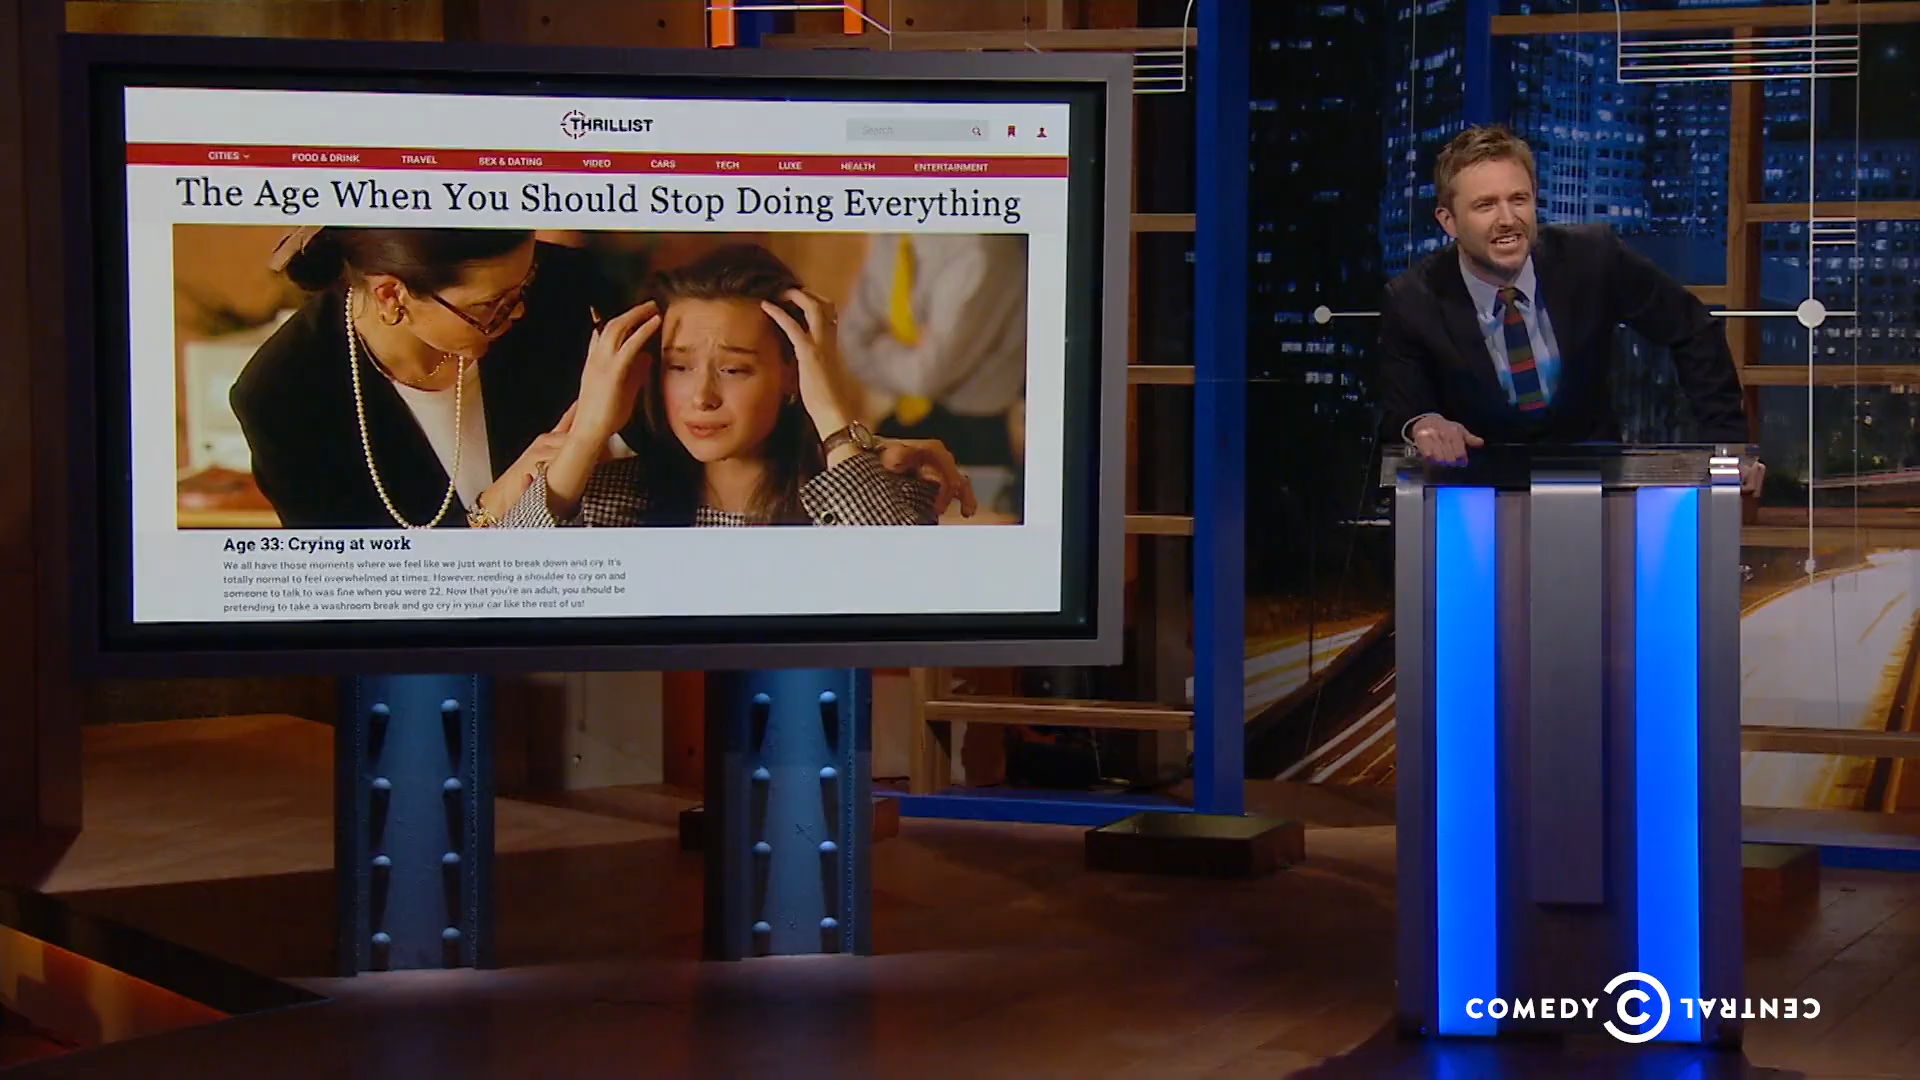 THRILLIST
Search
CITIES FOOD & DRINK TRAVEL SEX & DATING VIDEO CARS TECH LUXE HEALTH ENTERTAINMENT
The Age When You Should Stop Doing Everything
Age 33: Crying at work
We all have those moments where we feel like we just want to break down and cry. It's
totally normal to feel overwhelmed at times. However, needing a shoulder to cry on and
someone to talk to was fine when you were 22. Now that you're an adult, you should be
pretending to take a washroom break and go cry in your car like the rest of us!
COMEDY CENTRAL